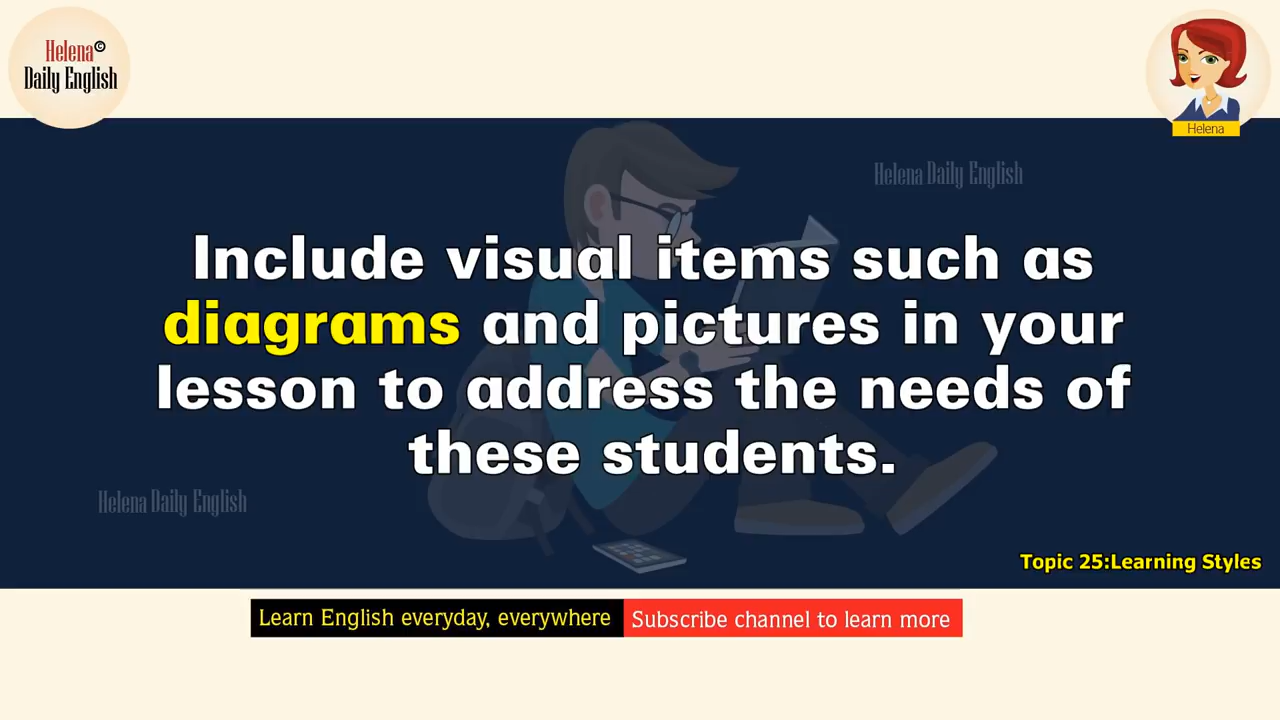 Helena©
Daily English
Helena
Helena Daily English
Include visual items such as
diagrams and pictures in your
lesson to address the needs of
these students.
Helena Daily English
Topic 25:Learning Styles
Learn English everyday, everywhere
Subscribe channel to learn more